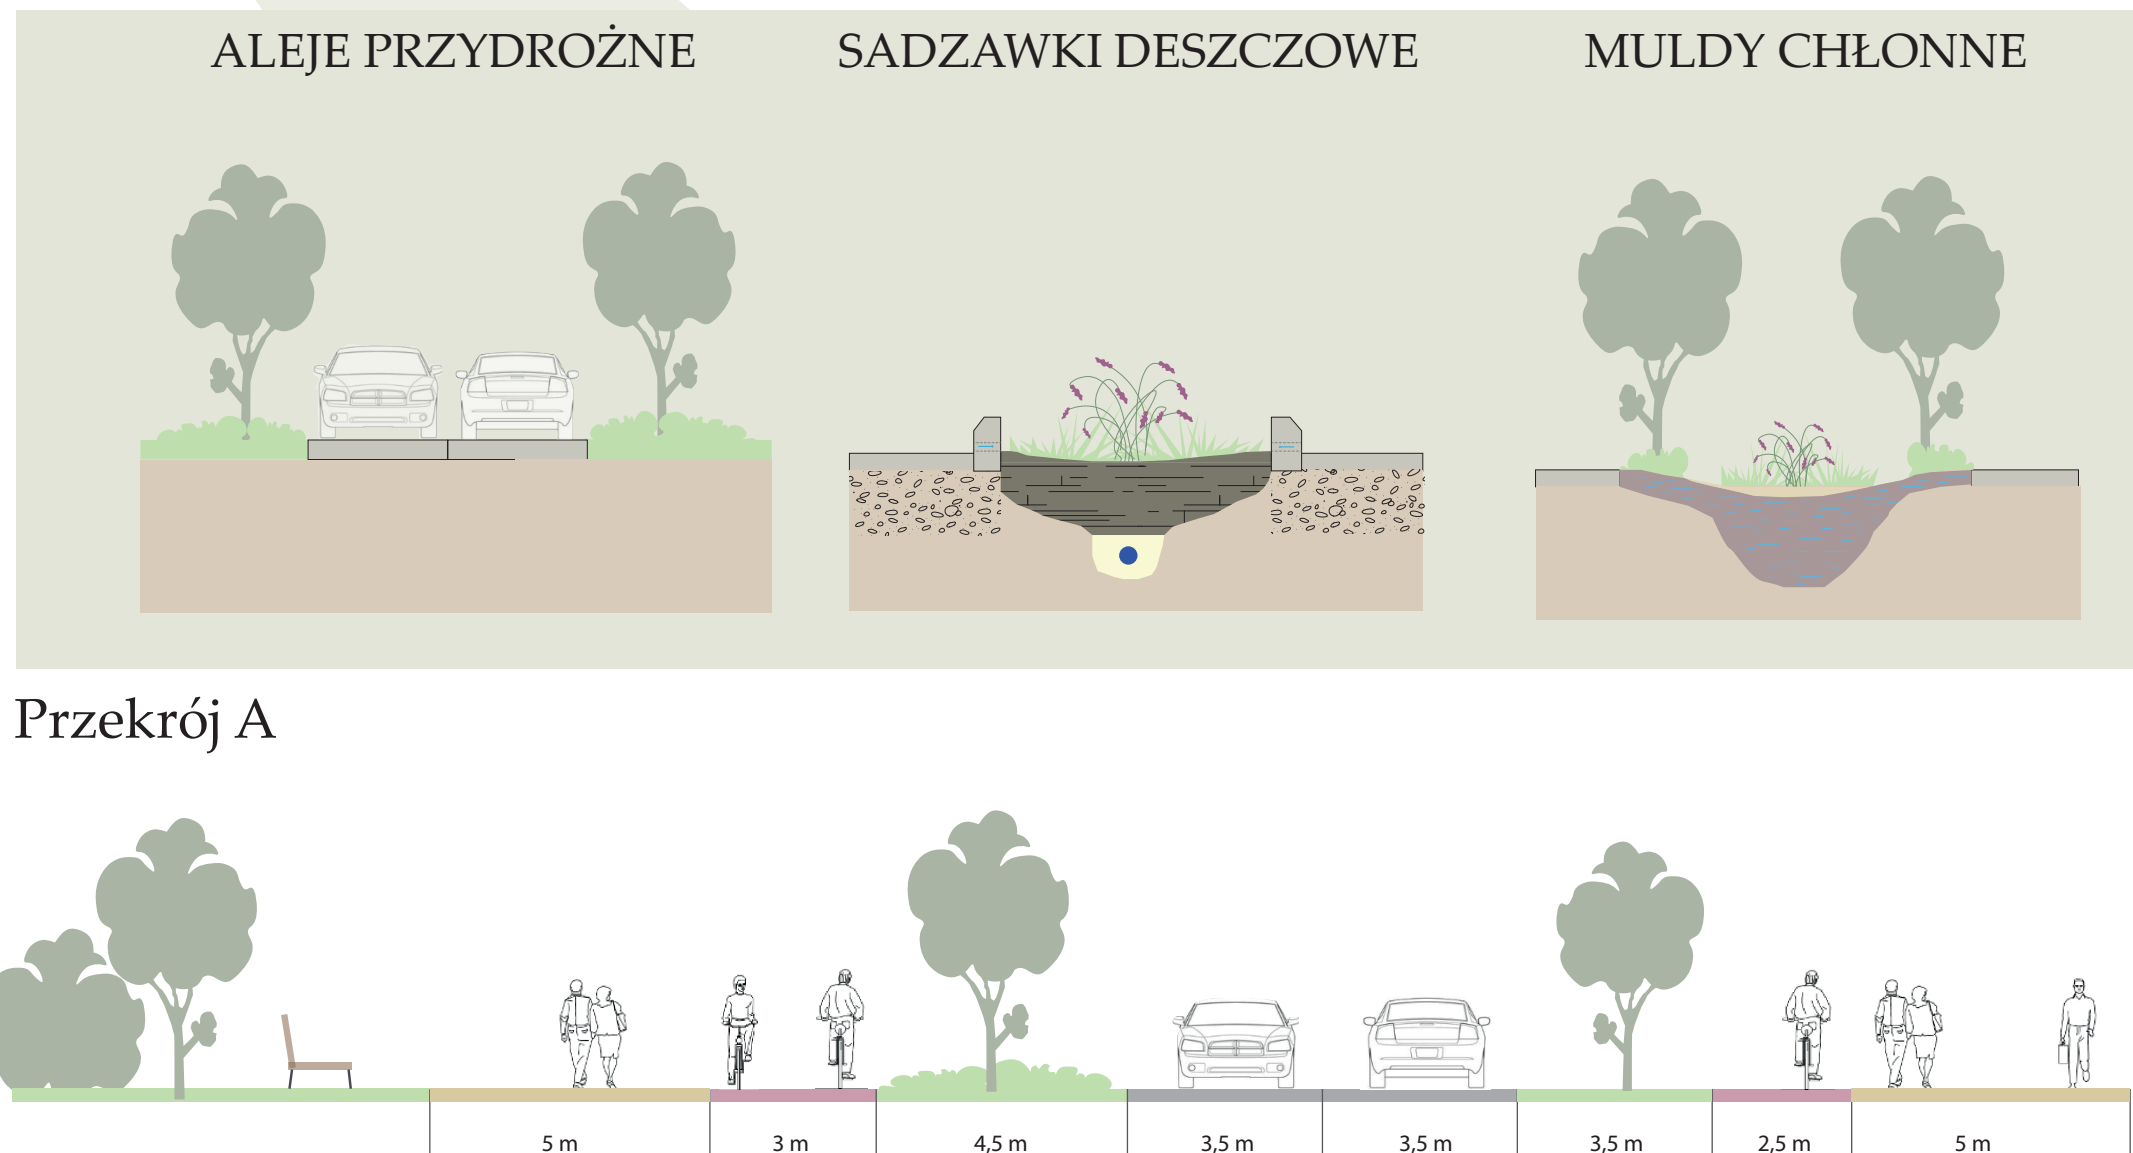 ALEJE PRZYDROŻNE
SADZAWKI DESZCZOWE
MULDY CHŁONNE
Przekrój A
5 m
3 m
4,5 m
3,5 m
3,5 m
3,5 m
2,5 m
5 m